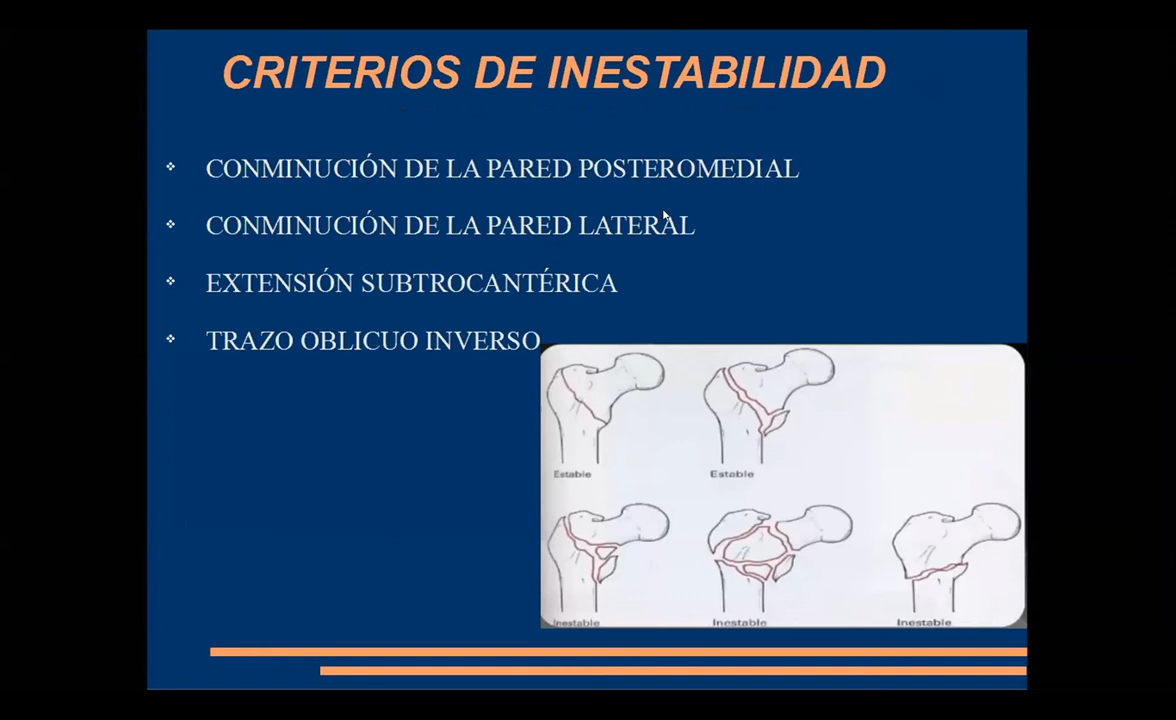 CRITERIOS DE INESTABILIDAD
CONMINUCIÓN DE LA PARED POSTEROMEDIAL
CONMINUCIÓN DE LA PARED LATERAL
EXTENSIÓN SUBTROCANTÉRICA
TRAZO OBLICUO INVERSO
Estable Estable
Inestable Inestable Inestable